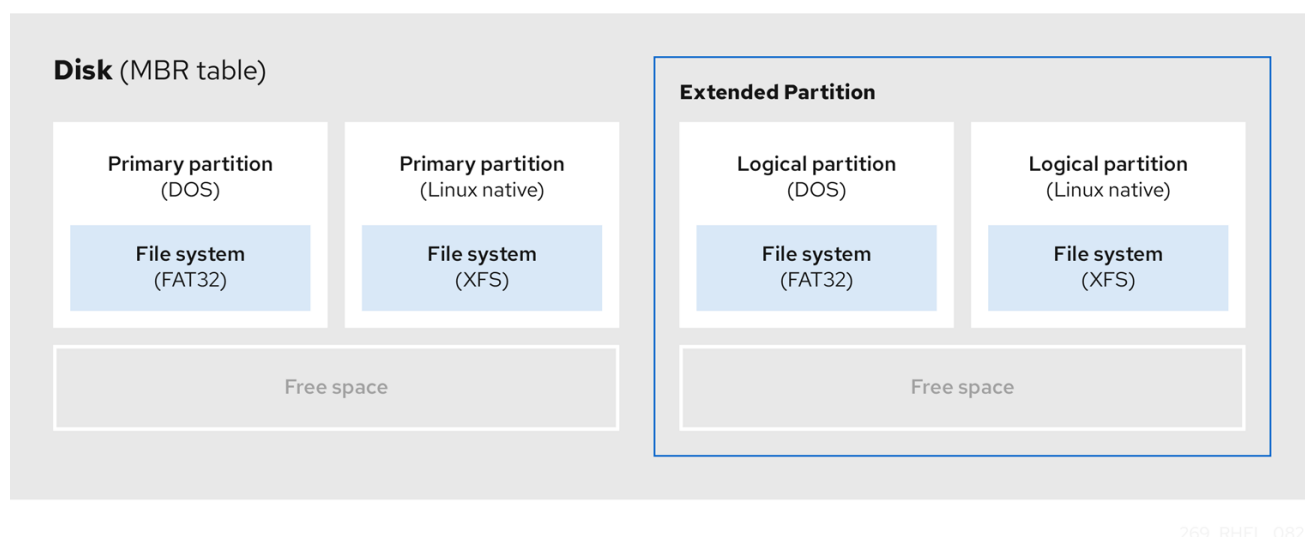 Disk (MBR table)
Primary partition
(DOS)
File system
(FAT32)
Primary partition
(Linux native)
File system
(XFS)
Free space
Extended Partition
Logical partition
(DOS)
File system
(FAT32)
Logical partition
(Linux native)
File system
(XFS)
Free space
269_RHEL_082